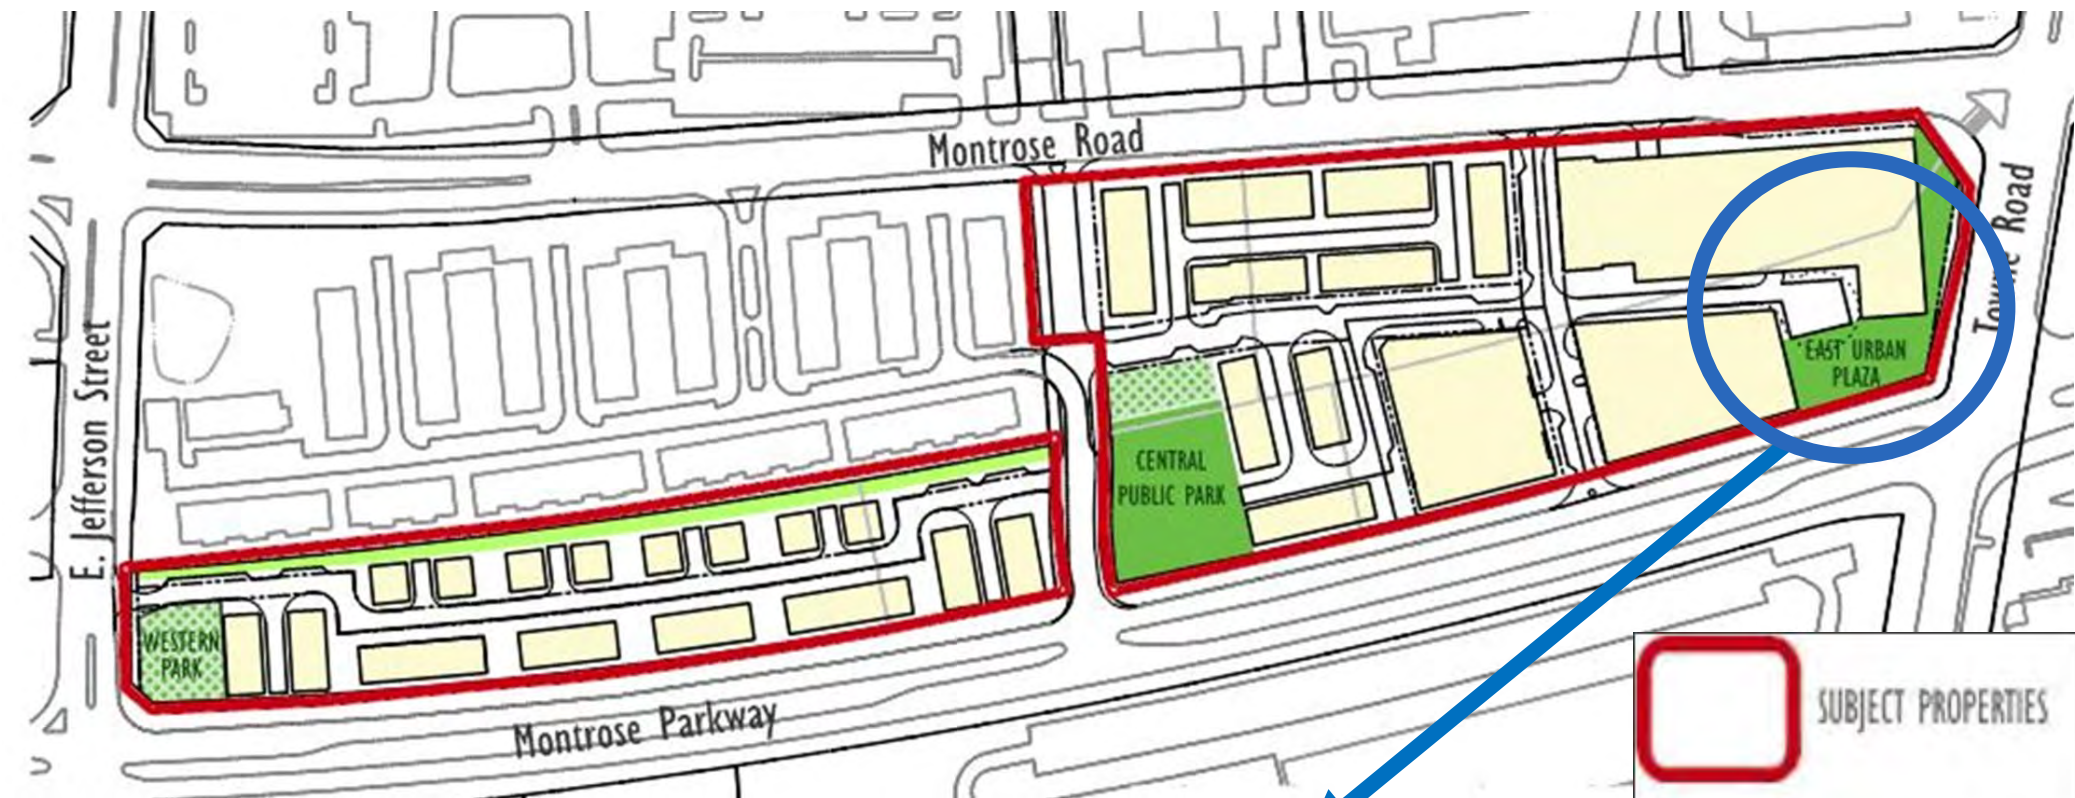 Montrose Road
Towne Road
E. Jefferson Street
EAST URBAN
PLAZA
CENTRAL
PUBLIC PARK
WESTERN
PARK
Montrose Parkway
SUBJECT PROPERTIES